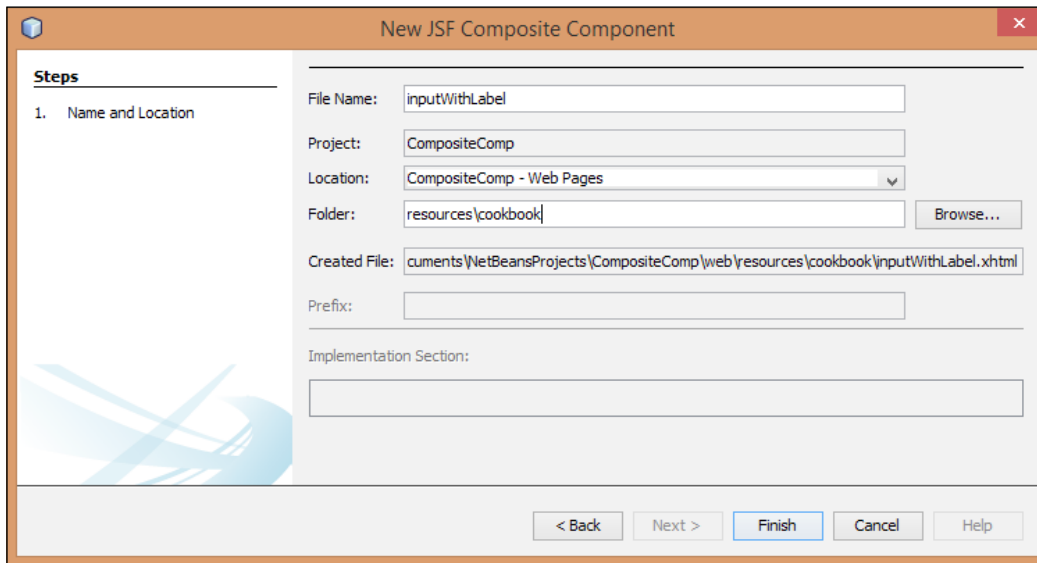 New JSF Composite Component
Steps
1. Name and Location
File Name: inputWithLabel
Project: CompositeComp
Location: CompositeComp - Web Pages
Folder: resources\cookbook Browse...
Created File: cuments\NetBeansProjects\CompositeComp\web\resources\cookbook\inputWithLabel.xhtml
Prefix:
Implementation Section:
< Back Next > Finish Cancel Help